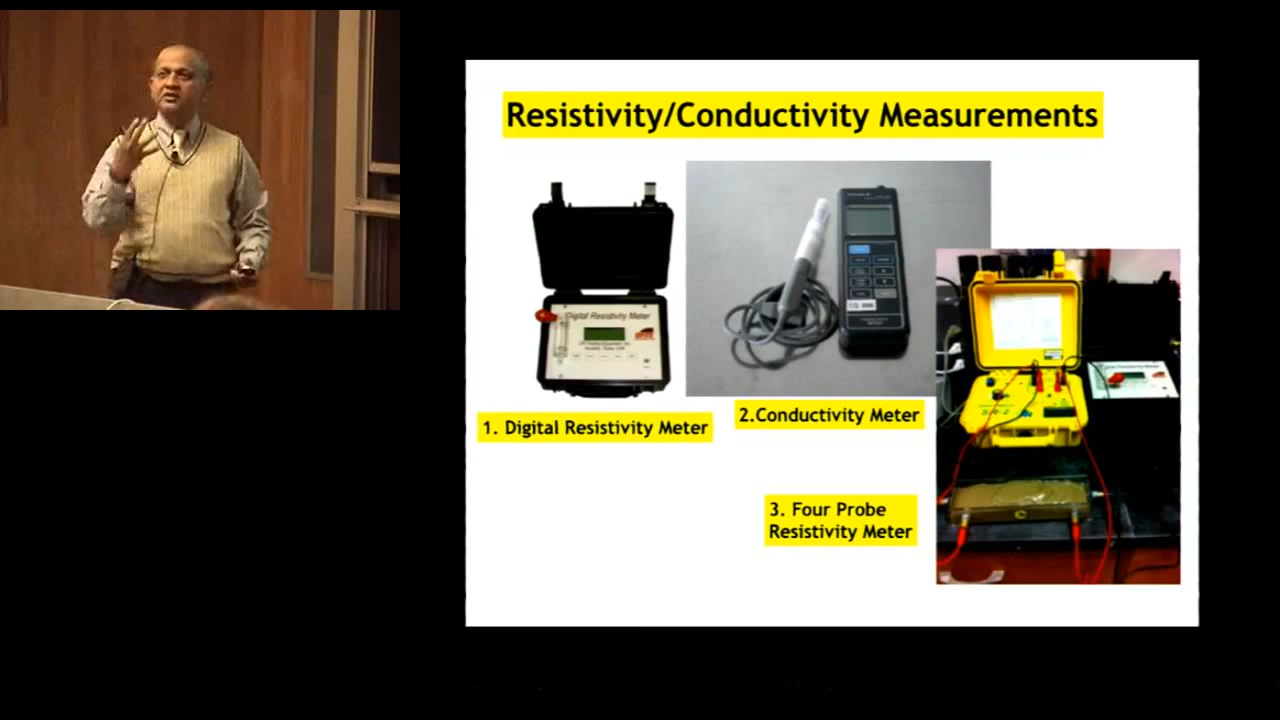 Resistivity/Conductivity Measurements
Digital Resistivity Meter
1. Digital Resistivity Meter
2.Conductivity Meter
3. Four Probe
Resistivity Meter